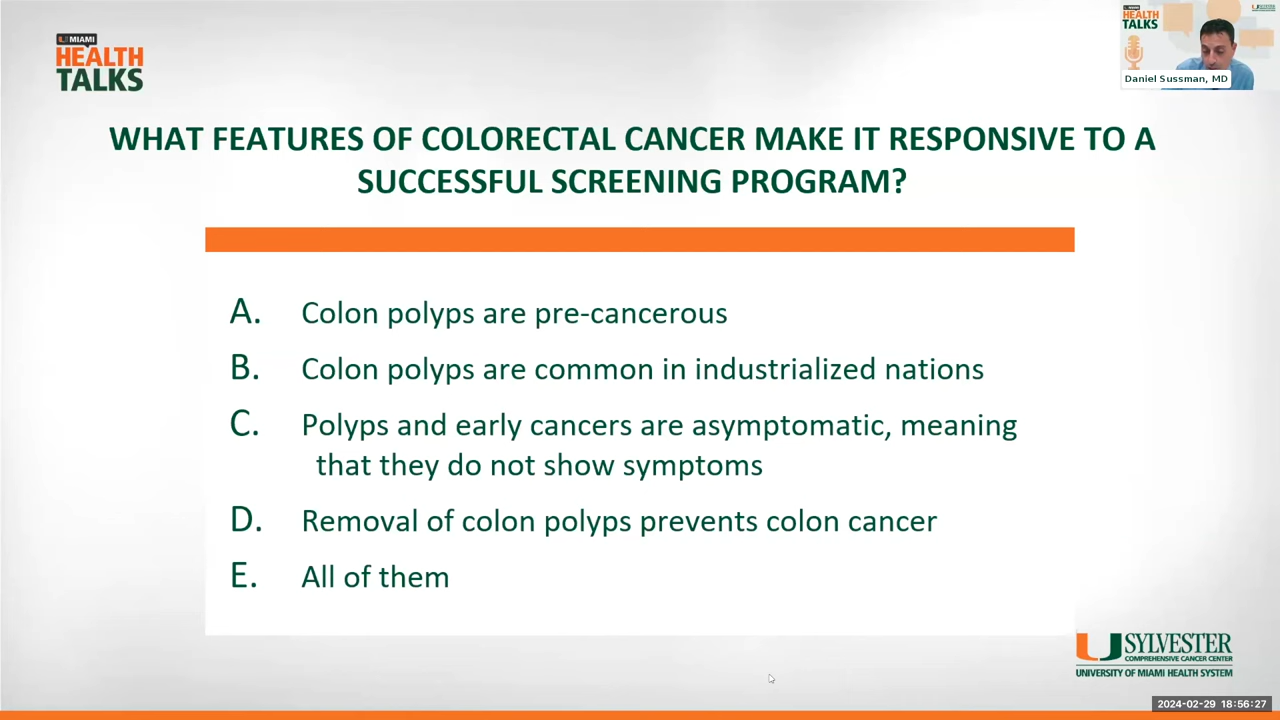 MIAMI
HEALTH
TALKS
HEALTH
TALKS
Daniel Sussman, MD
WHAT FEATURES OF COLORECTAL CANCER MAKE IT RESPONSIVE TO A
SUCCESSFUL SCREENING PROGRAM?
A. Colon polyps are pre-cancerous
B. Colon polyps are common in industrialized nations
C. Polyps and early cancers are asymptomatic, meaning
that they do not show symptoms
D. Removal of colon polyps prevents colon cancer
E. All of them
SYLVESTER
COMPREHENSIVE CANCER CENTER
UNIVERSITY OF MIAMI HEALTH SYSTEM
2024-02-29 18:56:27